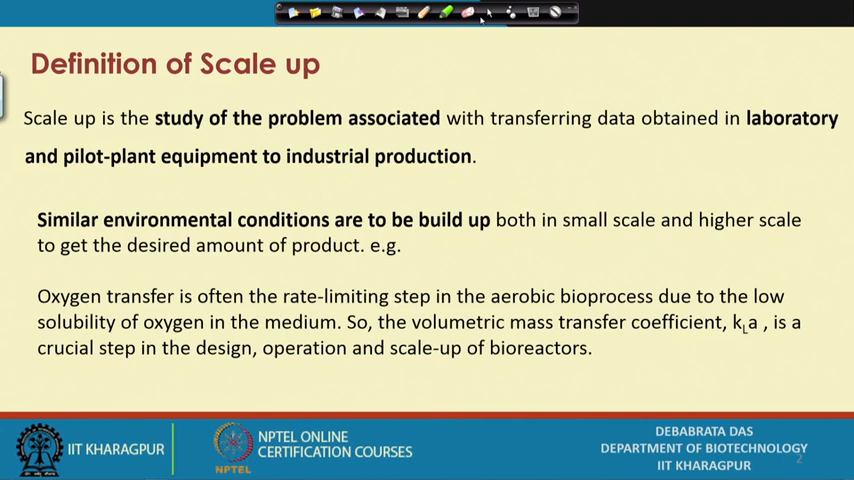 Definition of Scale up
Scale up is the study of the problem associated with transferring data obtained in laboratory
and pilot-plant equipment to industrial production.
Similar environmental conditions are to be build up both in small scale and higher scale
to get the desired amount of product. e.g.
Oxygen transfer is often the rate-limiting step in the aerobic bioprocess due to the low
solubility of oxygen in the medium. So, the volumetric mass transfer coefficient, kLa , is a
crucial step in the design, operation and scale-up of bioreactors.
IIT KHARAGPUR
NPTEL
NPTEL ONLINE
CERTIFICATION COURSES
DEBABRATA DAS
DEPARTMENT OF BIOTECHNOLOGY
IIT KHARAGPUR
2